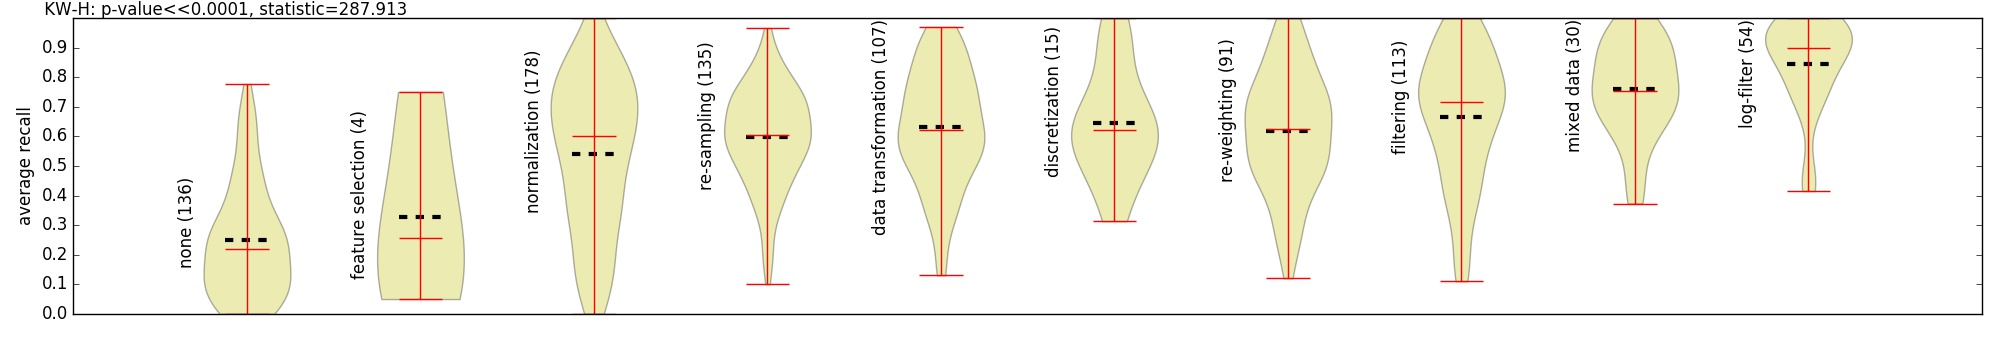 KW-H: p-value<<0.0001, statistic=287.913
average recall
0.9
0.8
0.7
0.6
0.5
0.4
0.3
0.2
0.1
0.0
none (136)
feature selection (4)
normalization (178)
re-sampling (135)
data transformation (107)
discretization (15)
re-weighting (91)
filtering (113)
mixed data (30)
log-filter (54)